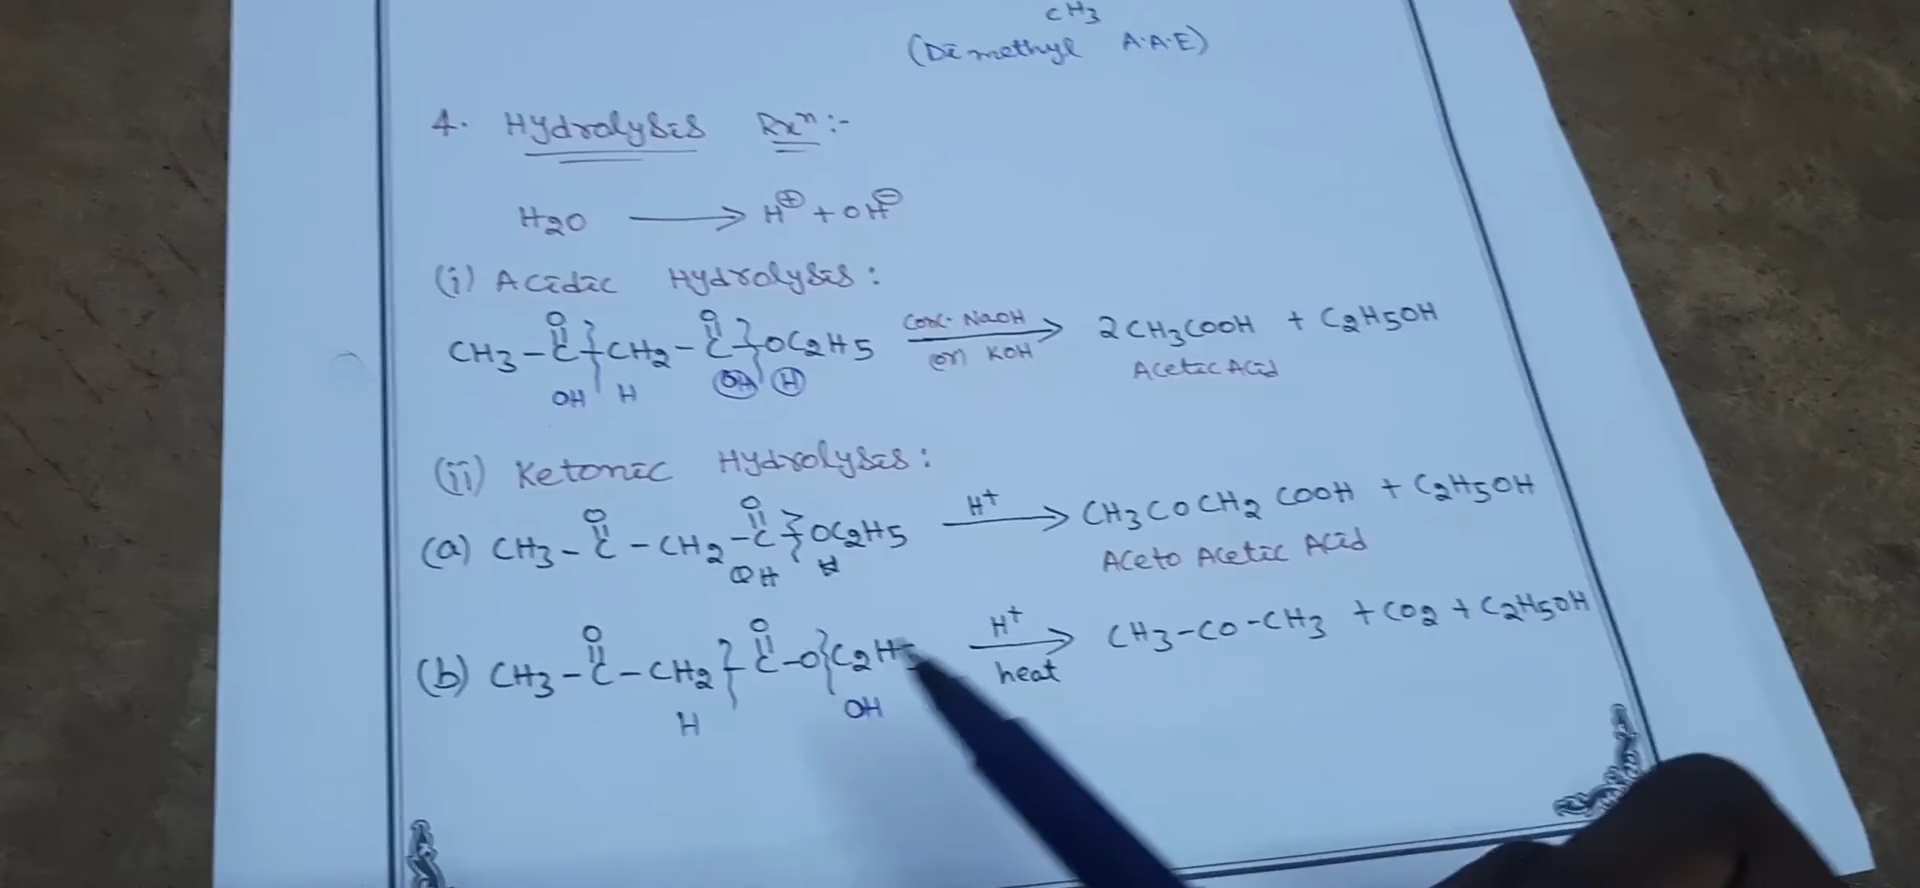 CH3
(Dimethyl A.A.E)
4. Hydrolysis Rxⁿ:-
H2O ⟶ H⊕ + OH⊖
(i) Acidic Hydrolysis:
O O
CH3 - C } CH2 - C } OC2H5 Conc. NaOH or KOH ⟶ 2CH3COOH + C2H5OH
OH H OH H Acetic Acid
(ii) Ketonic Hydrolysis:
O O
(a) CH3 - C - CH2 - C } OC2H5 H+ ⟶ CH3COCH2COOH + C2H5OH
OH H Aceto Acetic Acid
O O
(b) CH3 - C - CH2 } C - O } C2H5 H+ heat ⟶ CH3-CO-CH3 + CO2 + C2H5OH
H OH